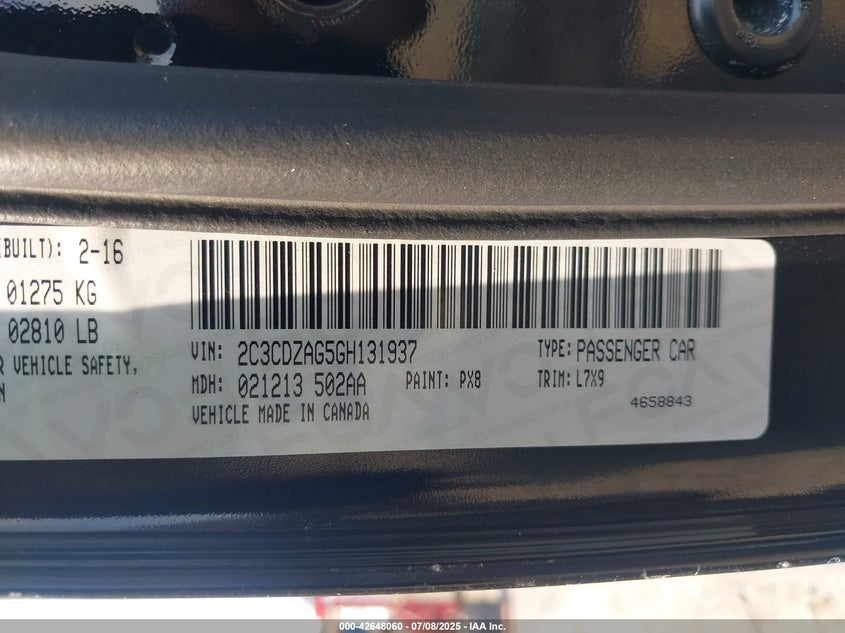 (BUILT): 2-16
01275 KG
02810 LB
R VEHICLE SAFETY,
N
VIN: 2C3CDZAG5GH131937
TYPE: PASSENGER CAR
MDH: 021213 502AA
PAINT: PX8
TRIM: L7X9
VEHICLE MADE IN CANADA
4658843
000-42648060 - 07/08/2025 - IAA Inc.